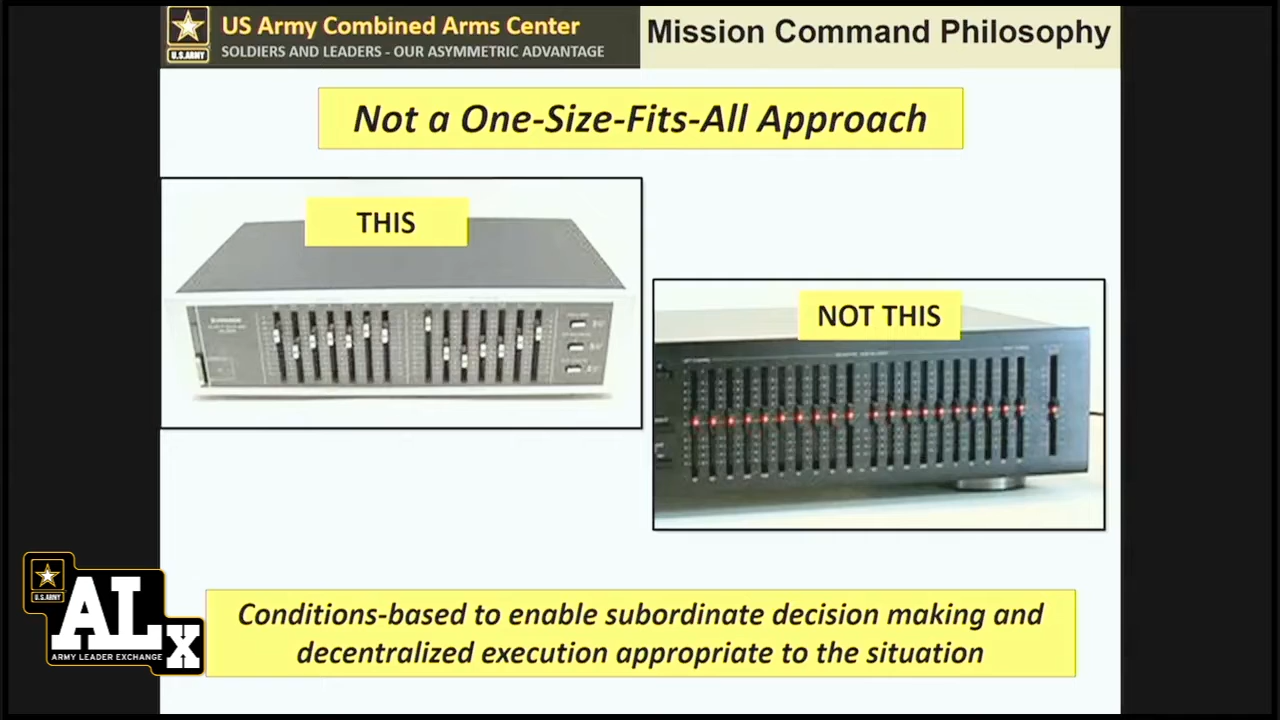 US Army Combined Arms Center
SOLDIERS AND LEADERS - OUR ASYMMETRIC ADVANTAGE
U.S.ARMY
Mission Command Philosophy
Not a One-Size-Fits-All Approach
THIS
NOT THIS
Conditions-based to enable subordinate decision making and
decentralized execution appropriate to the situation
U.S.ARMY
ALx
ARMY LEADER EXCHANGE